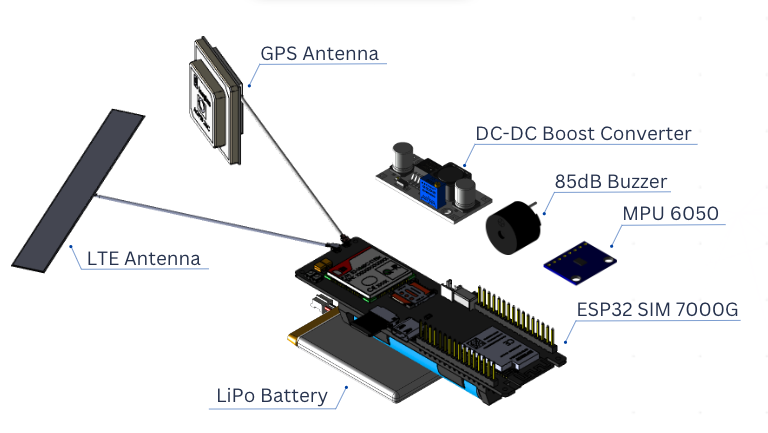 GPS Antenna
DC-DC Boost Converter
85dB Buzzer
MPU 6050
LTE Antenna
ESP32 SIM 7000G
LiPo Battery